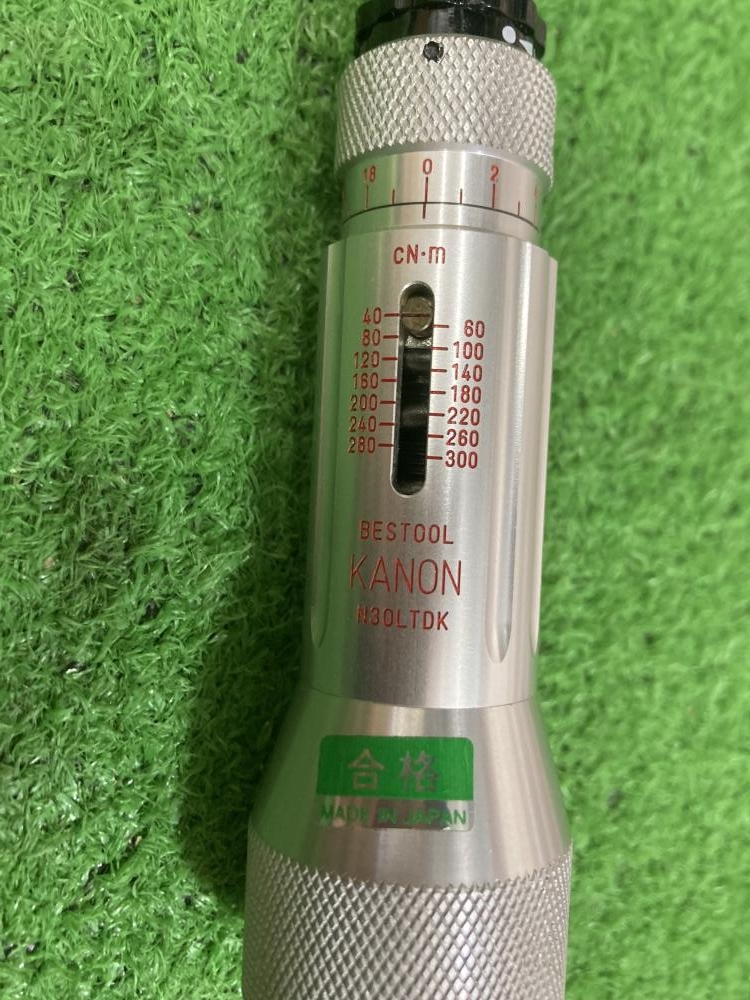 18 0 2
cN·m
40 60
80 100
120 140
160 180
200 220
240 260
280 300
BESTOOL
KANON
N30LTDK
合格
MADE IN JAPAN